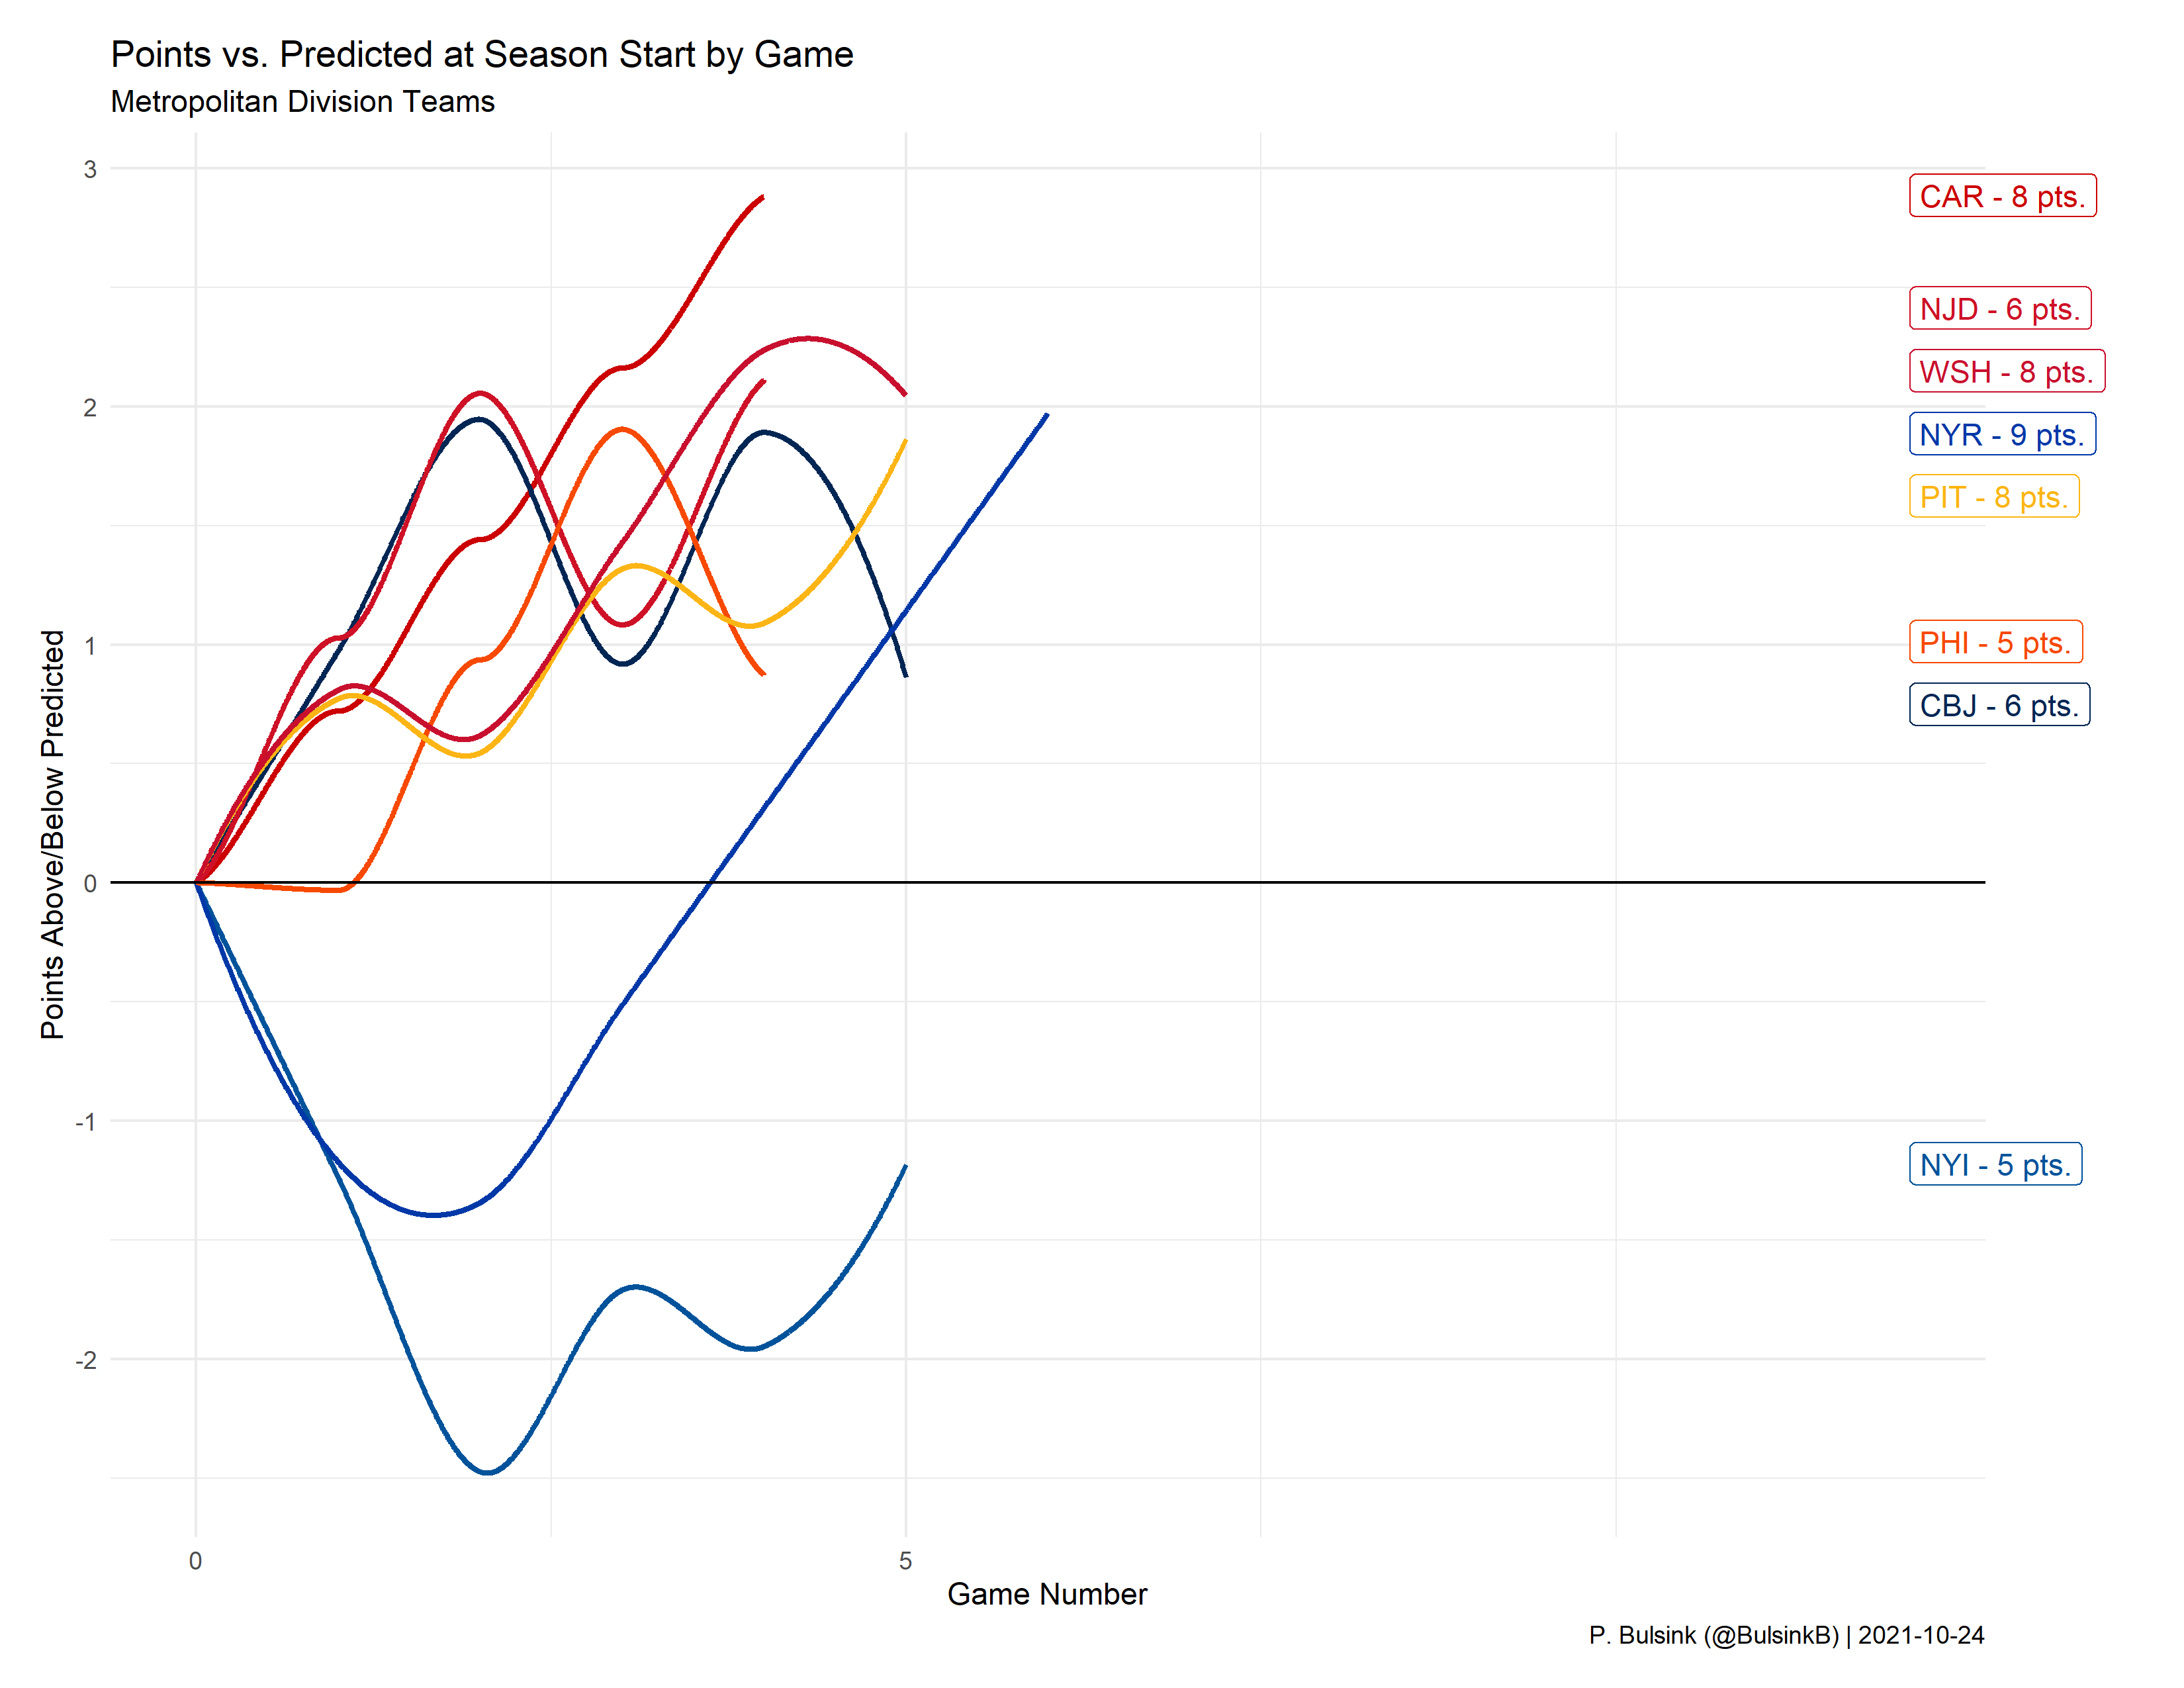 Points vs. Predicted at Season Start by Game
Metropolitan Division Teams
Points Above/Below Predicted
3
2
1
0
-1
-2
CAR - 8 pts.
NJD - 6 pts.
WSH - 8 pts.
NYR - 9 pts.
PIT - 8 pts.
PHI - 5 pts.
CBJ - 6 pts.
NYI - 5 pts.
0 5
Game Number
P. Bulsink (@BulsinkB) | 2021-10-24